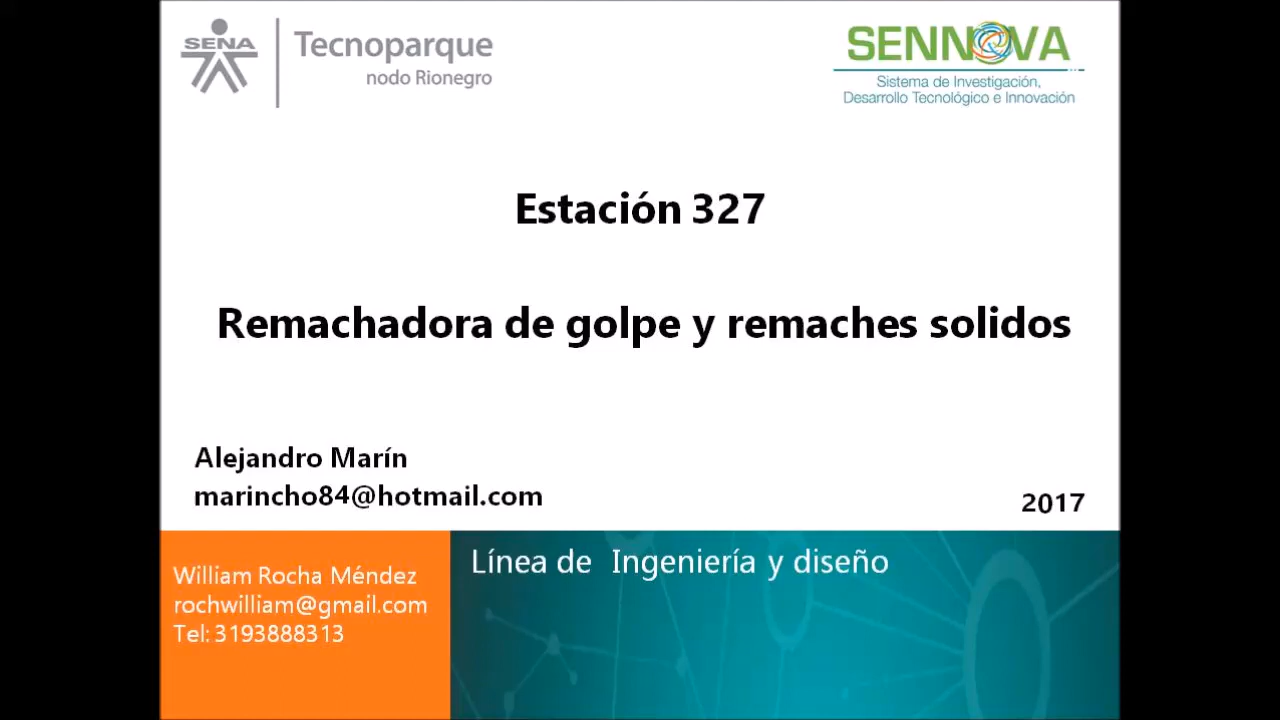 SENA
Tecnoparque
nodo Rionegro
SENNOVA
Sistema de Investigación,
Desarrollo Tecnológico e Innovación
Estación 327
Remachadora de golpe y remaches solidos
Alejandro Marín
marincho84@hotmail.com
2017
William Rocha Méndez
rochwilliam@gmail.com
Tel: 3193888313
Línea de Ingeniería y diseño